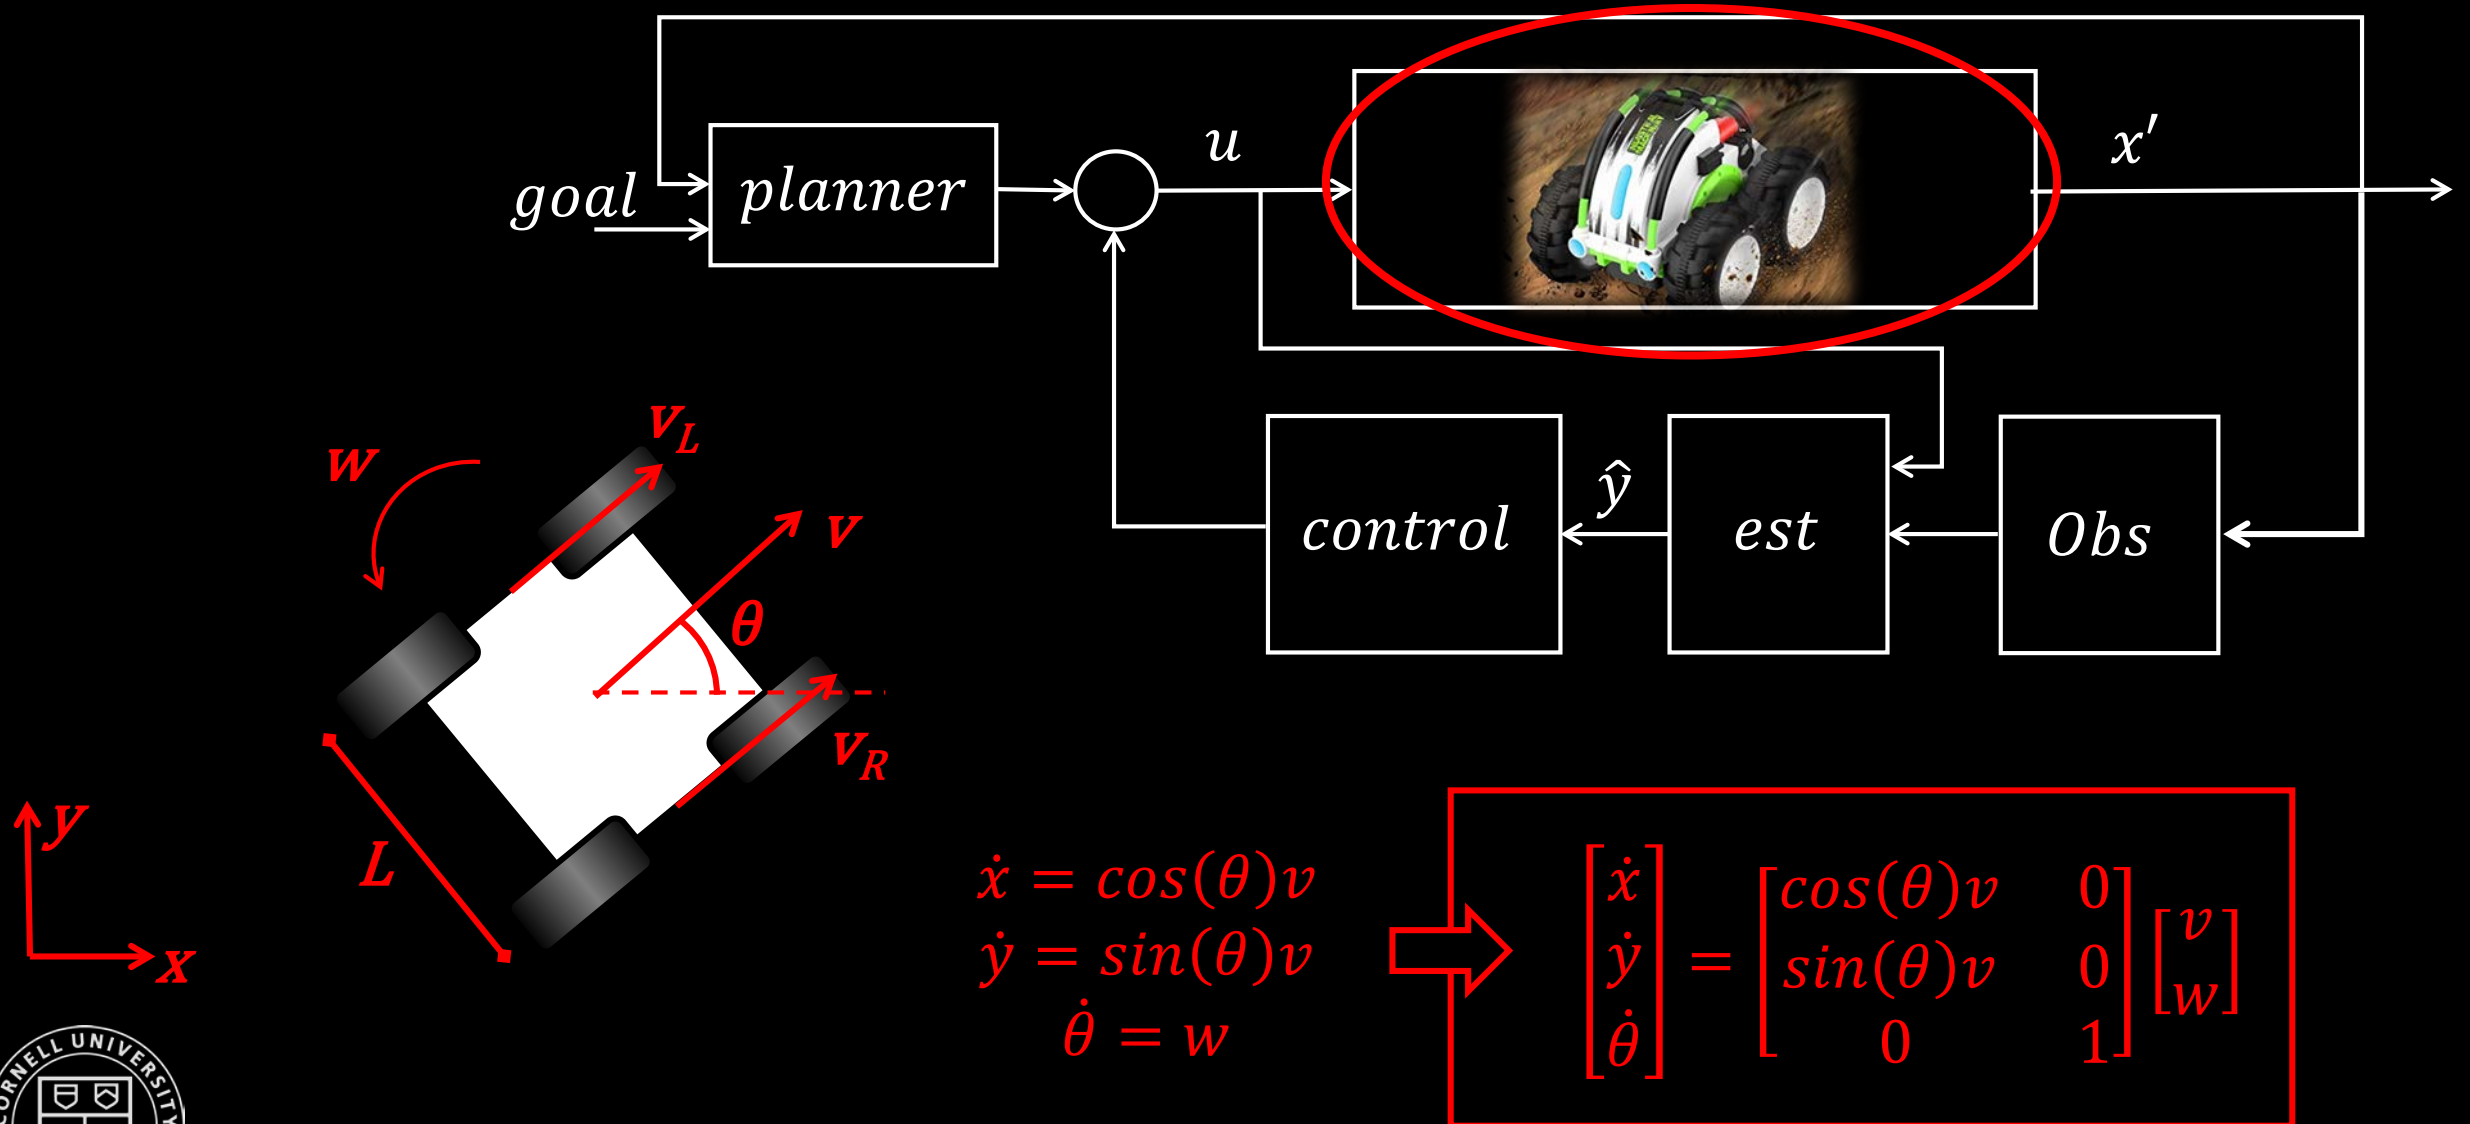 goal
planner
u
x′
control
ŷ
est
Obs
w
v_L
v
θ
v_R
L
y
x
ẋ = cos(θ)v
ẏ = sin(θ)v
θ̇ = w
[ẋ ẏ θ̇] = [cos(θ)v 0 sin(θ)v 0 0 1] [v w]
CORNELL UNIVERSITY